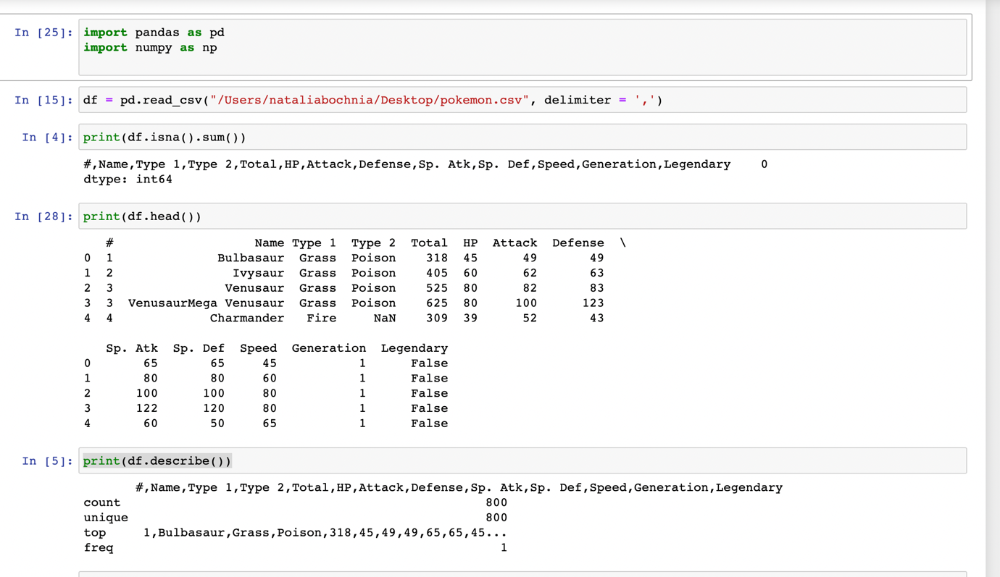 In [25]: import pandas as pd
import numpy as np
In [15]: df = pd.read_csv("/Users/nataliabochnia/Desktop/pokemon.csv", delimiter = ',')
In [4]: print(df.isna().sum())
#,Name,Type 1,Type 2,Total,HP,Attack,Defense,Sp. Atk,Sp. Def,Speed,Generation,Legendary    0
dtype: int64
In [28]: print(df.head())
   #                   Name Type 1  Type 2  Total  HP  Attack  Defense  \
0  1              Bulbasaur  Grass  Poison    318  45      49       49
1  2                Ivysaur  Grass  Poison    405  60      62       63
2  3               Venusaur  Grass  Poison    525  80      82       83
3  3  VenusaurMega Venusaur  Grass  Poison    625  80     100      123
4  4             Charmander   Fire     NaN    309  39      52       43
   Sp. Atk  Sp. Def  Speed  Generation  Legendary
0       65       65     45           1      False
1       80       80     60           1      False
2      100      100     80           1      False
3      122      120     80           1      False
4       60       50     65           1      False
In [5]: print(df.describe())
       #,Name,Type 1,Type 2,Total,HP,Attack,Defense,Sp. Atk,Sp. Def,Speed,Generation,Legendary
count                                                 800
unique                                                800
top     1,Bulbasaur,Grass,Poison,318,45,49,49,65,65,45...
freq                                                    1